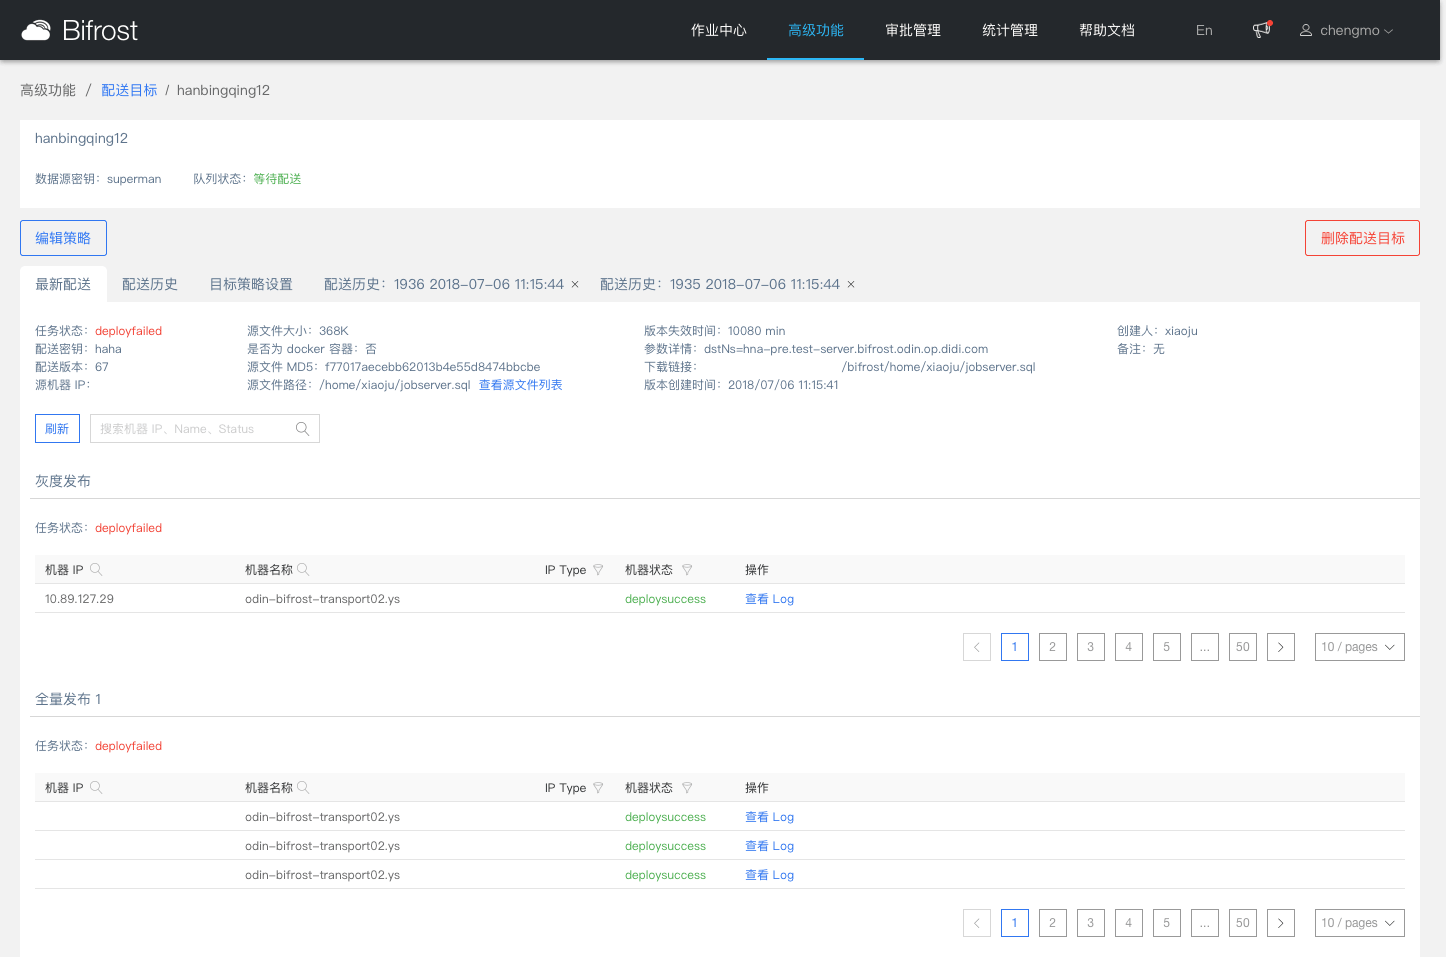 Bifrost 作业中心 高级功能 审批管理 统计管理 帮助文档 En chengmo
高级功能 / 配送目标 / hanbingqing12
hanbingqing12
数据源密钥：superman 队列状态：等待配送
编辑策略 删除配送目标
最新配送 配送历史 目标策略设置 配送历史：1936 2018-07-06 11:15:44 × 配送历史：1935 2018-07-06 11:15:44 ×
任务状态：deployfailed 源文件大小：368K 版本失效时间：10080 min 创建人：xiaoju
配送密钥：haha 是否为 docker 容器：否 参数详情：dstNs=hna-pre.test-server.bifrost.odin.op.didi.com 备注：无
配送版本：67 源文件 MD5：f77017aecebb62013b4e55d8474bbcbe 下载链接： /bifrost/home/xiaoju/jobserver.sql
源机器 IP： 源文件路径：/home/xiaoju/jobserver.sql 查看源文件列表 版本创建时间：2018/07/06 11:15:41
刷新 搜索机器 IP、Name、Status
灰度发布
任务状态：deployfailed
机器 IP 机器名称 IP Type 机器状态 操作
10.89.127.29 odin-bifrost-transport02.ys deploysuccess 查看 Log
< 1 2 3 4 5 ... 50 > 10 / pages
全量发布 1
任务状态：deployfailed
机器 IP 机器名称 IP Type 机器状态 操作
odin-bifrost-transport02.ys deploysuccess 查看 Log
odin-bifrost-transport02.ys deploysuccess 查看 Log
odin-bifrost-transport02.ys deploysuccess 查看 Log
< 1 2 3 4 5 ... 50 > 10 / pages